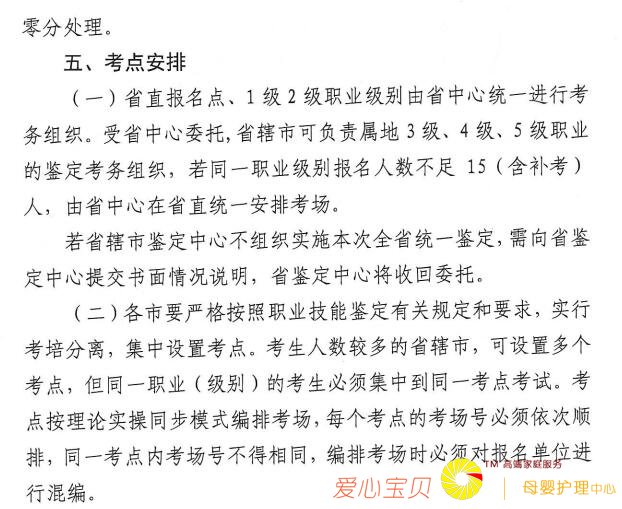 零分处理。
五、考点安排
（一）省直报名点、1级2级职业级别由省中心统一进行考
务组织。受省中心委托,省辖市可负责属地3级、4级、5级职业
的鉴定考务组织，若同一职业级别报名人数不足 15（含补考）
人，由省中心在省直统一安排考场。
若省辖市鉴定中心不组织实施本次全省统一鉴定,需向省鉴
定中心提交书面情况说明，省鉴定中心将收回委托。
（二）各市要严格按照职业技能鉴定有关规定和要求，实行
考培分离，集中设置考点。考生人数较多的省辖市，可设置多个
考点，但同一职业（级别）的考生必须集中到同一考点考试。考
点按理论实操同步模式编排考场，每个考点的考场号必须依次顺
排，同一考点内考场号不得相同，编排考场时必须对报名单位进
行混编。
爱心宝贝 TM 高端家庭服务 | 母婴护理中心